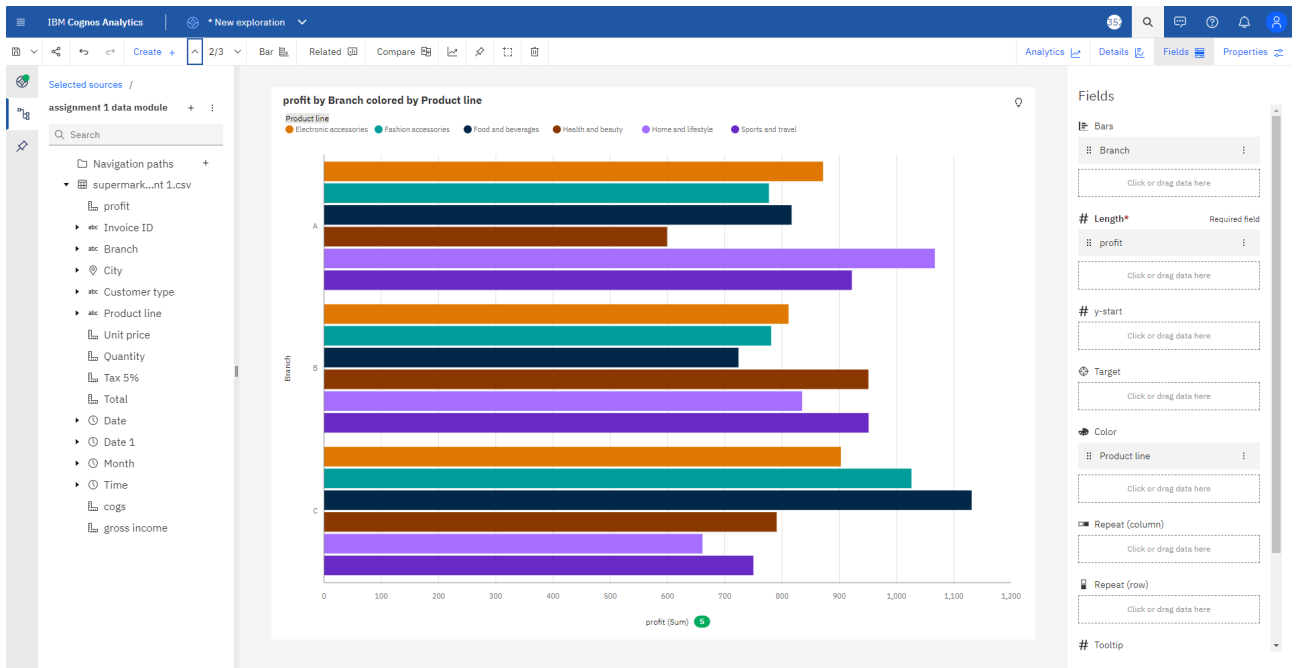 IBM Cognos Analytics
* New exploration
Create +
2/3
Bar
Related
Compare
Analytics
Details
Fields
Properties
Selected sources /
assignment 1 data module
Search
Navigation paths
supermark...nt 1.csv
profit
abc Invoice ID
abc Branch
City
abc Customer type
abc Product line
Unit price
Quantity
Tax 5%
Total
Date
Date 1
Month
Time
cogs
gross income
profit by Branch colored by Product line
Product line
Electronic accessories Fashion accessories Food and beverages Health and beauty Home and lifestyle Sports and travel
Branch
A
B
C
0 100 200 300 400 500 600 700 800 900 1,000 1,100 1,200
profit (Sum) 5
Fields
Bars
Branch
Click or drag data here
# Length* Required field
profit
Click or drag data here
# y-start
Click or drag data here
Target
Click or drag data here
Color
Product line
Click or drag data here
Repeat (column)
Click or drag data here
Repeat (row)
Click or drag data here
# Tooltip